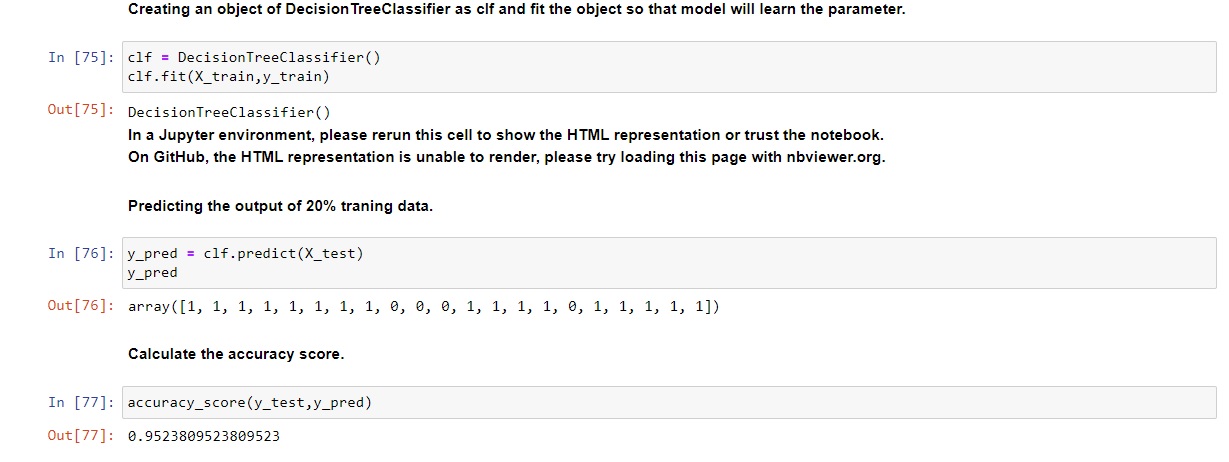 Creating an object of DecisionTreeClassifier as clf and fit the object so that model will learn the parameter.
In [75]: clf = DecisionTreeClassifier()
clf.fit(X_train,y_train)
Out[75]: DecisionTreeClassifier()
In a Jupyter environment, please rerun this cell to show the HTML representation or trust the notebook.
On GitHub, the HTML representation is unable to render, please try loading this page with nbviewer.org.
Predicting the output of 20% traning data.
In [76]: y_pred = clf.predict(X_test)
y_pred
Out[76]: array([1, 1, 1, 1, 1, 1, 1, 1, 0, 0, 0, 1, 1, 1, 1, 0, 1, 1, 1, 1, 1])
Calculate the accuracy score.
In [77]: accuracy_score(y_test,y_pred)
Out[77]: 0.9523809523809523